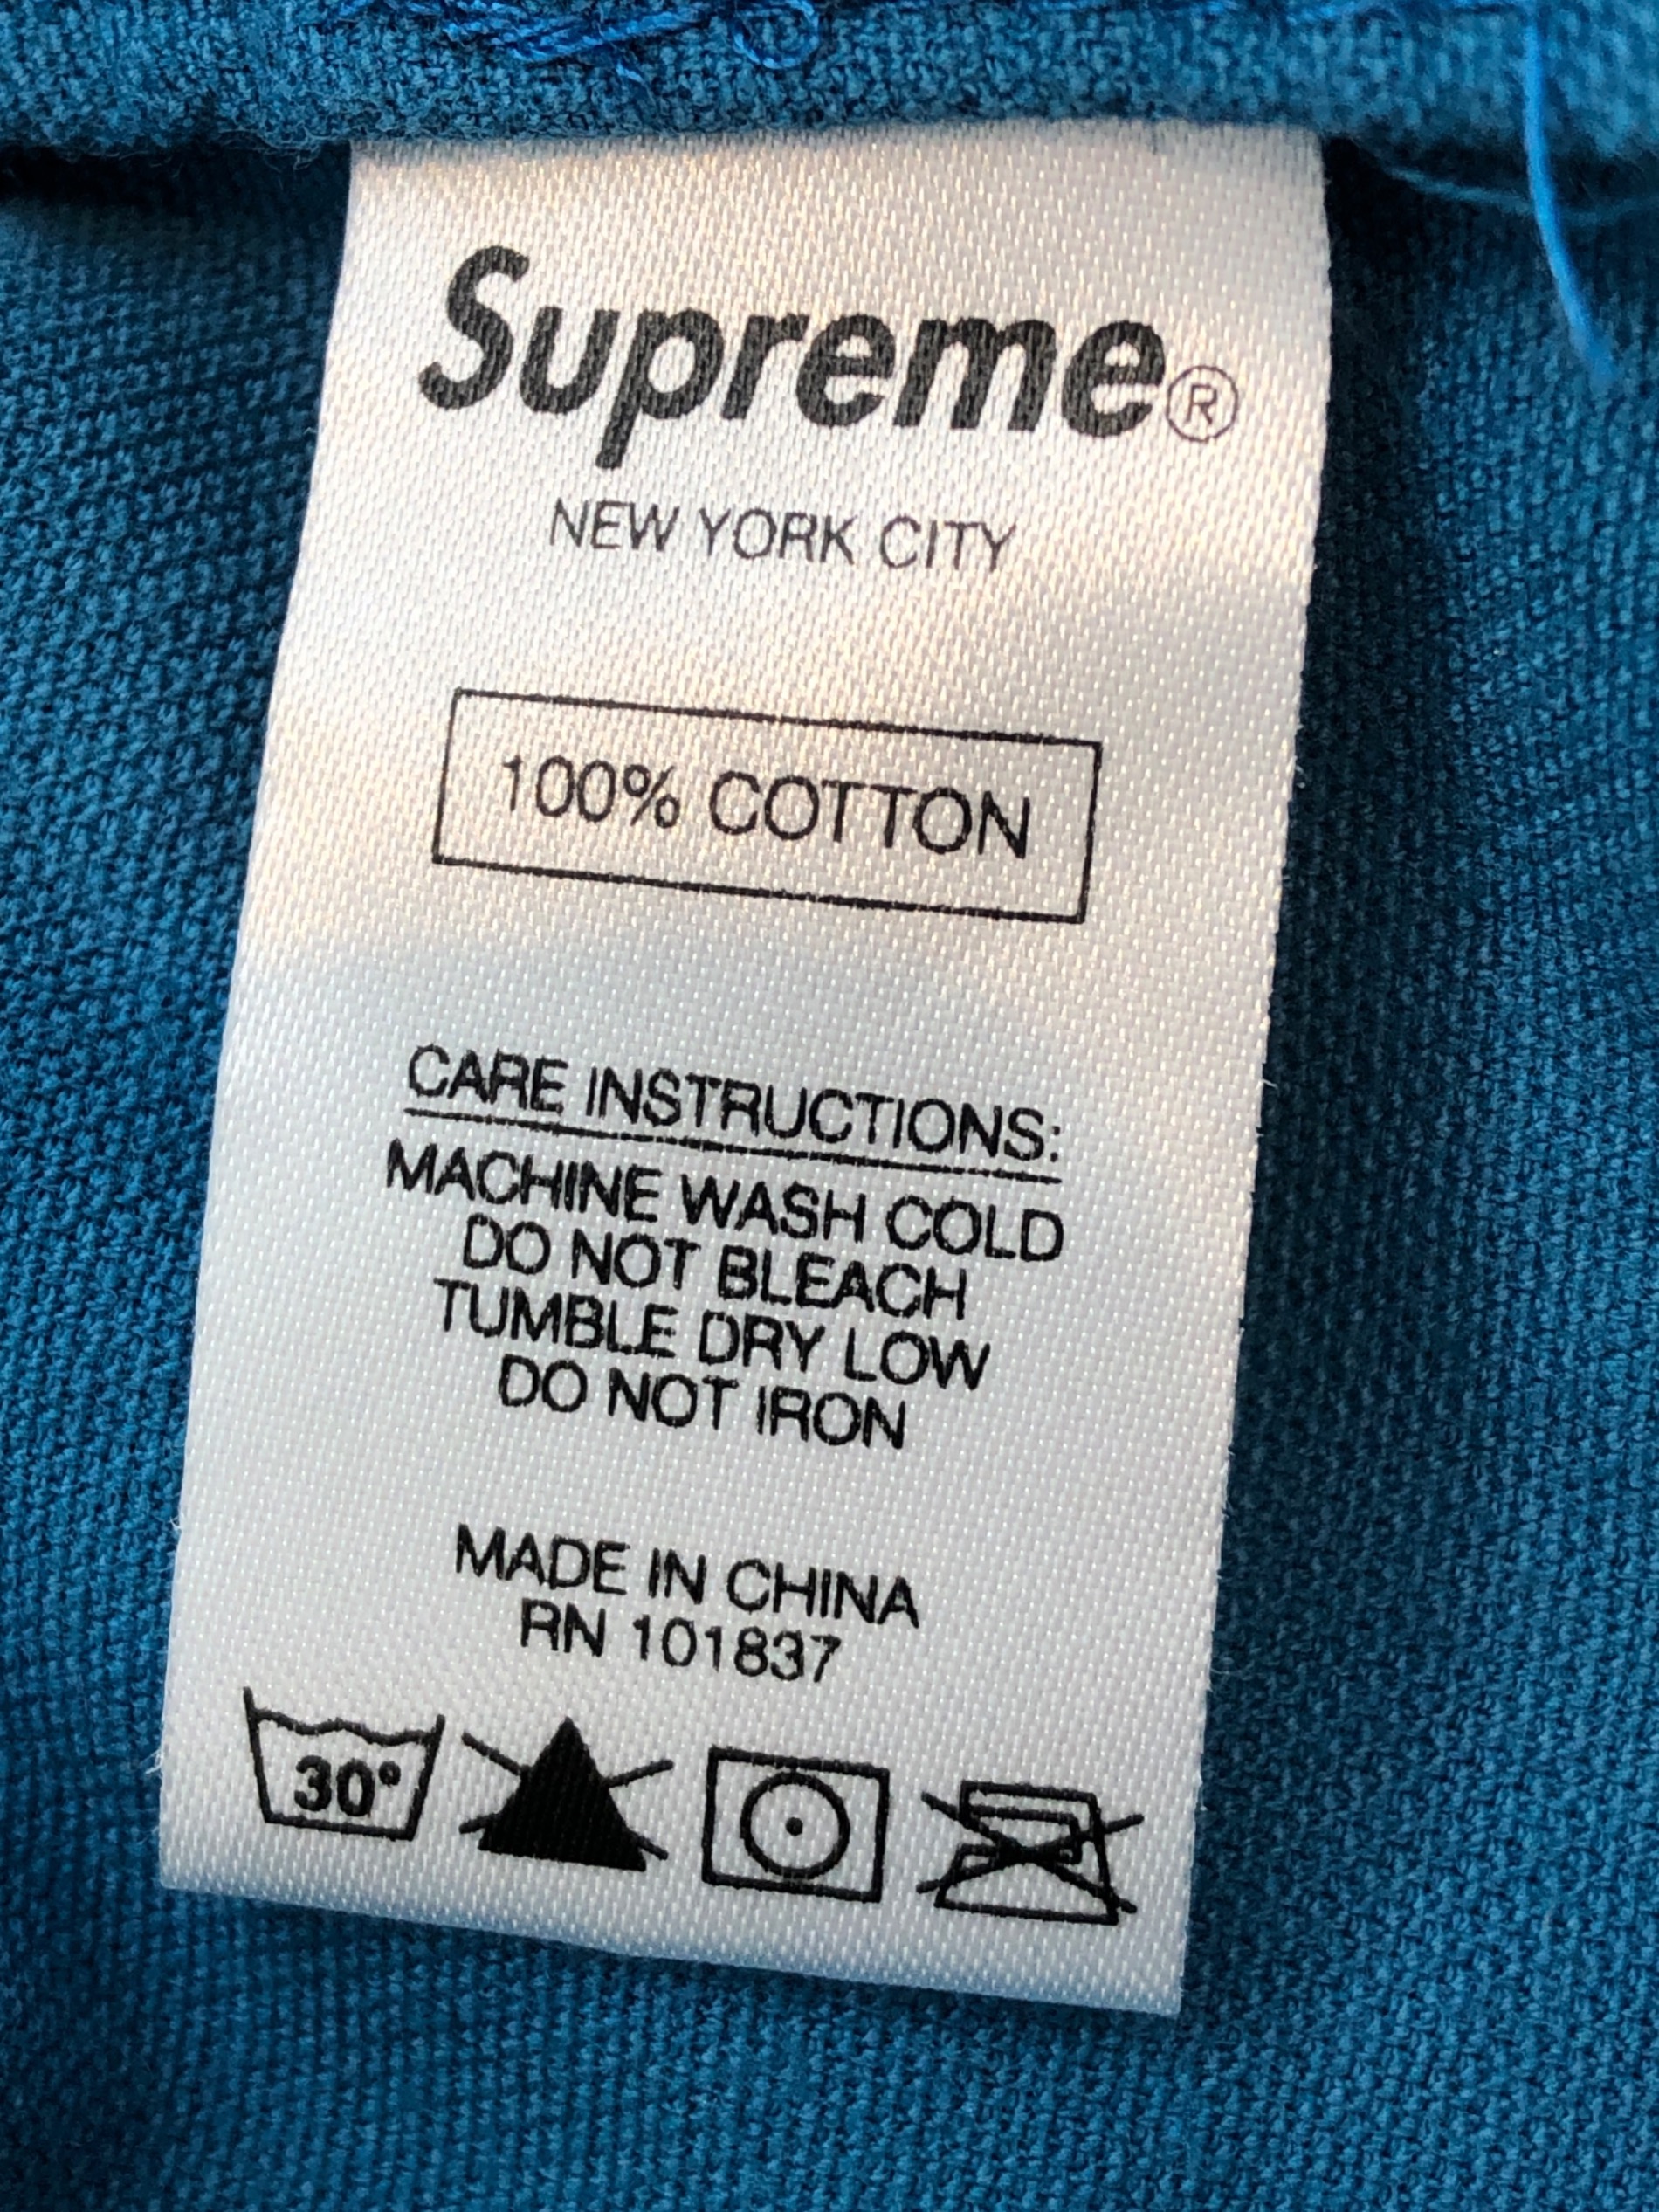 Supreme®
NEW YORK CITY
100% COTTON
CARE INSTRUCTIONS:
MACHINE WASH COLD
DO NOT BLEACH
TUMBLE DRY LOW
DO NOT IRON
MADE IN CHINA
RN 101837
30°